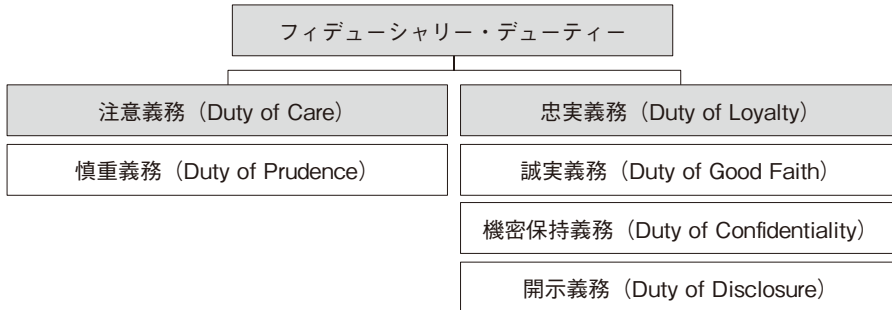 フィデューシャリー・デューティー
注意義務（Duty of Care）
忠実義務（Duty of Loyalty）
慎重義務（Duty of Prudence）
誠実義務（Duty of Good Faith）
機密保持義務（Duty of Confidentiality）
開示義務（Duty of Disclosure）